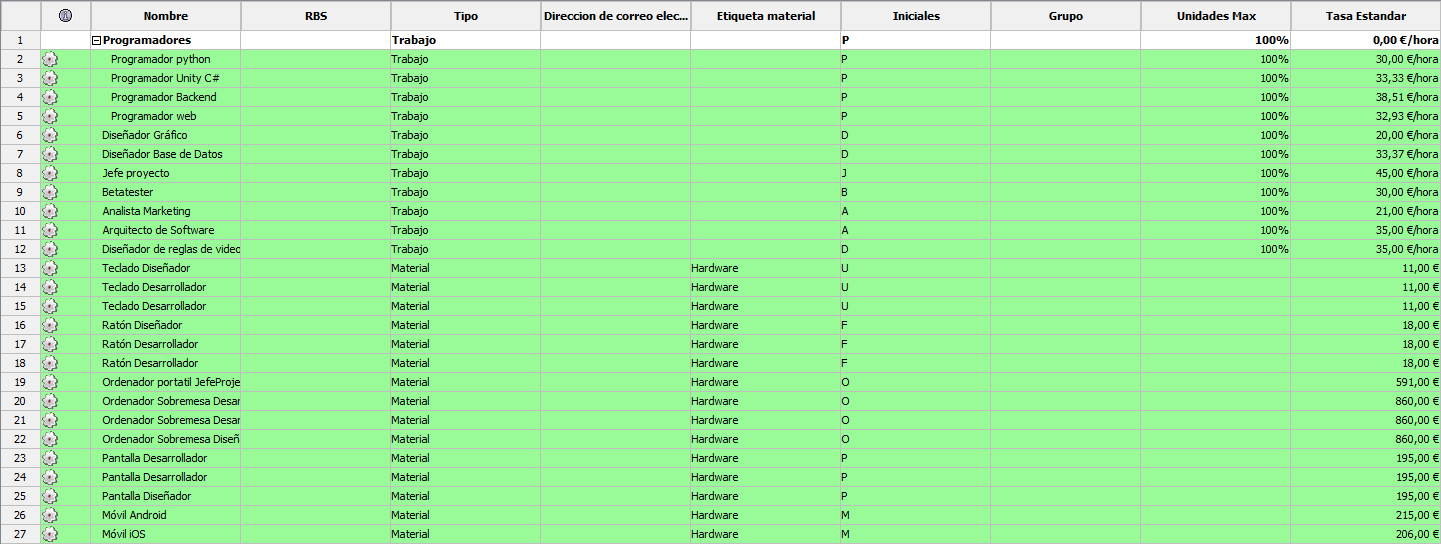 Nombre RBS Tipo Direccion de correo elec... Etiqueta material Iniciales Grupo Unidades Max Tasa Estandar
1 Programadores Trabajo P 100% 0,00 €/hora
2 Programador python Trabajo P 100% 30,00 €/hora
3 Programador Unity C# Trabajo P 100% 33,33 €/hora
4 Programador Backend Trabajo P 100% 38,51 €/hora
5 Programador web Trabajo P 100% 32,93 €/hora
6 Diseñador Gráfico Trabajo D 100% 20,00 €/hora
7 Diseñador Base de Datos Trabajo D 100% 33,37 €/hora
8 Jefe proyecto Trabajo J 100% 45,00 €/hora
9 Betatester Trabajo B 100% 30,00 €/hora
10 Analista Marketing Trabajo A 100% 21,00 €/hora
11 Arquitecto de Software Trabajo A 100% 35,00 €/hora
12 Diseñador de reglas de video Trabajo D 100% 35,00 €/hora
13 Teclado Diseñador Material Hardware U 11,00 €
14 Teclado Desarrollador Material Hardware U 11,00 €
15 Teclado Desarrollador Material Hardware U 11,00 €
16 Ratón Diseñador Material Hardware F 18,00 €
17 Ratón Desarrollador Material Hardware F 18,00 €
18 Ratón Desarrollador Material Hardware F 18,00 €
19 Ordenador portatil JefeProje Material Hardware O 591,00 €
20 Ordenador Sobremesa Desar Material Hardware O 860,00 €
21 Ordenador Sobremesa Desar Material Hardware O 860,00 €
22 Ordenador Sobremesa Diseñ Material Hardware O 860,00 €
23 Pantalla Desarrollador Material Hardware P 195,00 €
24 Pantalla Desarrollador Material Hardware P 195,00 €
25 Pantalla Diseñador Material Hardware P 195,00 €
26 Móvil Android Material Hardware M 215,00 €
27 Móvil iOS Material Hardware M 206,00 €